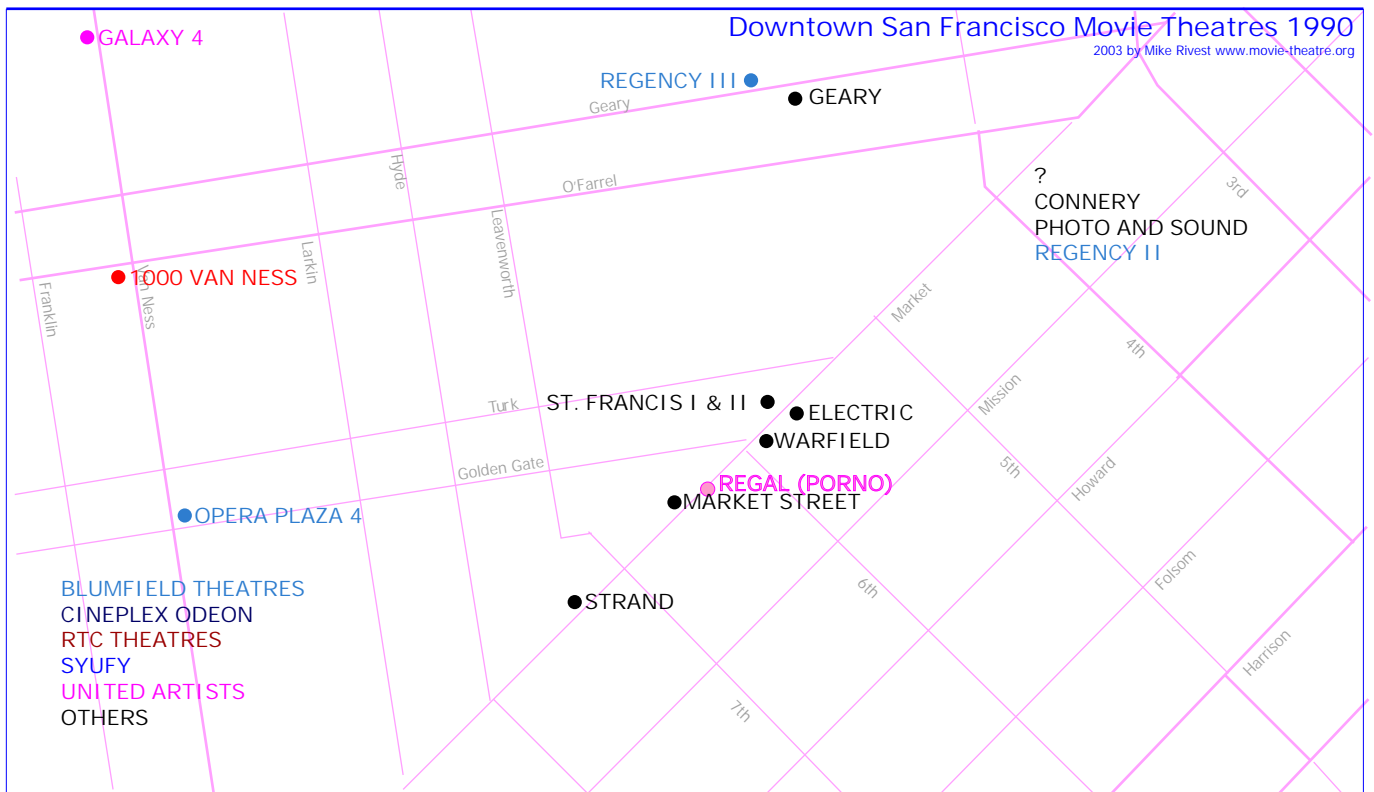 Downtown San Francisco Movie Theatres 1990
2003 by Mike Rivest www.movie-theatre.org
GALAXY 4
REGENCY III
GEARY
Geary
Hyde
O'Farrel
?
CONNERY
PHOTO AND SOUND
REGENCY II
3rd
Leavenworth
Larkin
1000 VAN NESS
Van Ness
Franklin
Market
4th
Mission
Turk
ST. FRANCIS I & II
ELECTRIC
WARFIELD
Golden Gate
5th
Howard
REGAL (PORNO)
MARKET STREET
OPERA PLAZA 4
6th
Folsom
STRAND
Harrison
7th
BLUMFIELD THEATRES
CINEPLEX ODEON
RTC THEATRES
SYUFY
UNITED ARTISTS
OTHERS